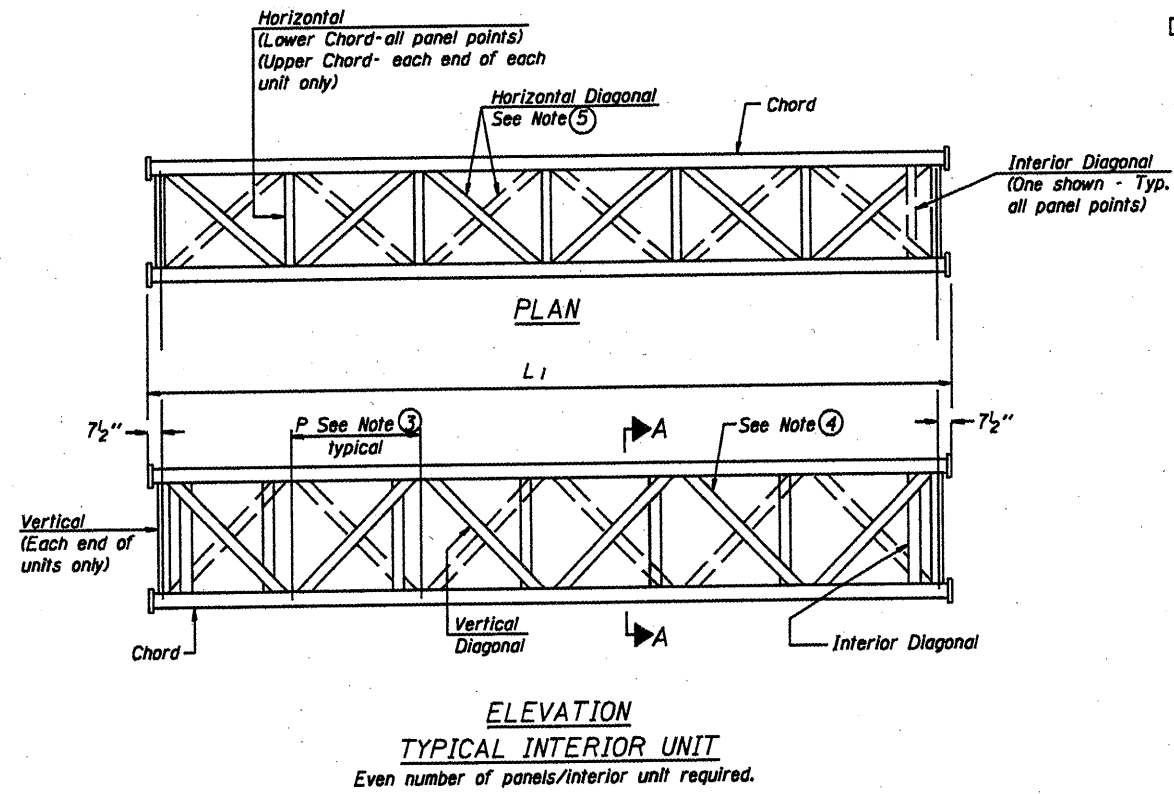 Horizontal
(Lower Chord-all panel points)
(Upper Chord- each end of each
unit only)
Horizontal Diagonal
See Note 5
Chord
Interior Diagonal
(One shown - Typ.
all panel points)
PLAN
L1
7½"
P See Note 3
typical
A
See Note 4
7½"
Vertical
(Each end of
units only)
Chord
Vertical
Diagonal
A
Interior Diagonal
ELEVATION
TYPICAL INTERIOR UNIT
Even number of panels/interior unit required.